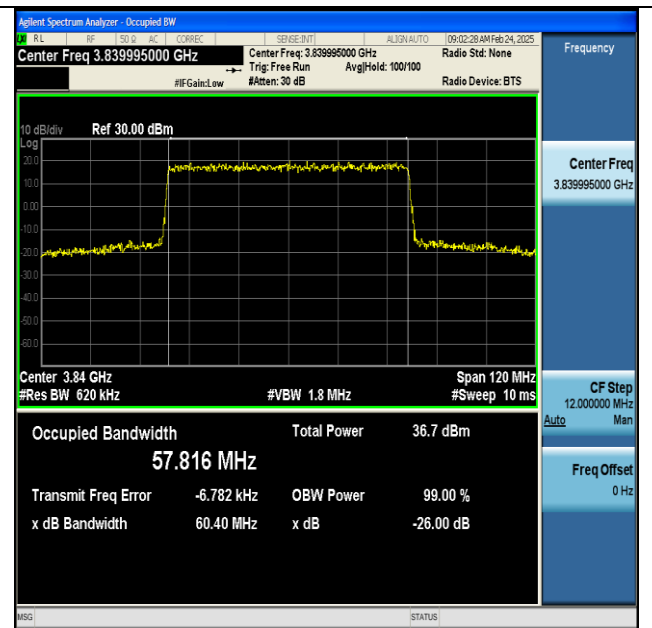 Agilent Spectrum Analyzer - Occupied BW
RL RF 50 Ω AC CORREC SENSE:INT ALIGN AUTO 09:02:28 AM Feb 24, 2025
Center Freq 3.839995000 GHz Center Freq: 3.839995000 GHz Radio Std: None Frequency
Trig: Free Run Avg|Hold: 100/100
#IFGain:Low #Atten: 30 dB Radio Device: BTS
10 dB/div Ref 30.00 dBm
Log
20.0
10.0
0.00
-10.0
-20.0
-30.0
-40.0
-50.0
-60.0
Center 3.84 GHz Span 120 MHz
#Res BW 620 kHz #VBW 1.8 MHz #Sweep 10 ms
Occupied Bandwidth Total Power 36.7 dBm
57.816 MHz
Transmit Freq Error -6.782 kHz OBW Power 99.00 %
x dB Bandwidth 60.40 MHz x dB -26.00 dB
Center Freq
3.839995000 GHz
CF Step
12.000000 MHz
Auto Man
Freq Offset
0 Hz
MSG STATUS